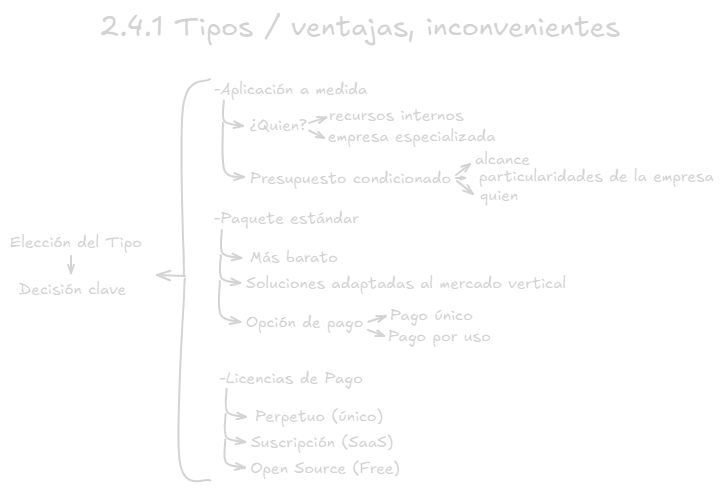 2.4.1 Tipos / ventajas, inconvenientes
-Aplicación a medida
¿Quien?
recursos internos
empresa especializada
Presupuesto condicionado
alcance
particularidades de la empresa
quien
-Paquete estándar
Más barato
Soluciones adaptadas al mercado vertical
Opción de pago
Pago único
Pago por uso
-Licencias de Pago
Perpetuo (único)
Suscripción (SaaS)
Open Source (Free)
Elección del Tipo
Decisión clave